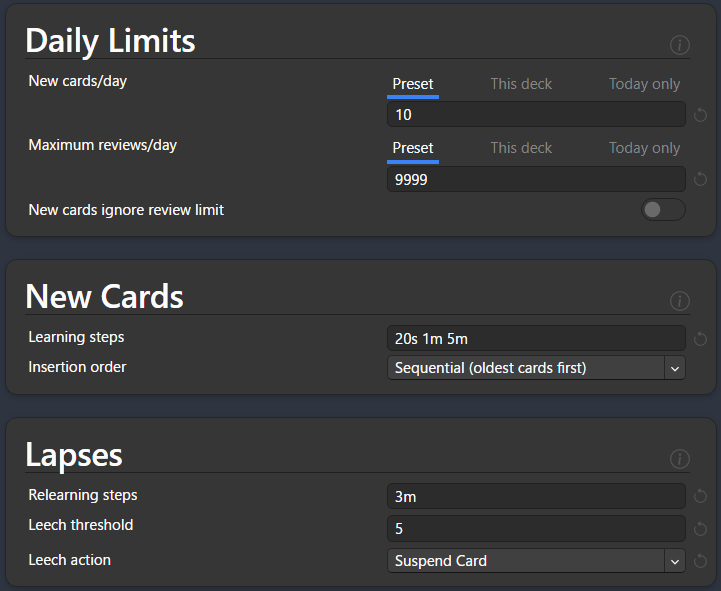 Daily Limits
New cards/day
Preset This deck Today only
10
Maximum reviews/day
Preset This deck Today only
9999
New cards ignore review limit
New Cards
Learning steps 20s 1m 5m
Insertion order Sequential (oldest cards first)
Lapses
Relearning steps 3m
Leech threshold 5
Leech action Suspend Card